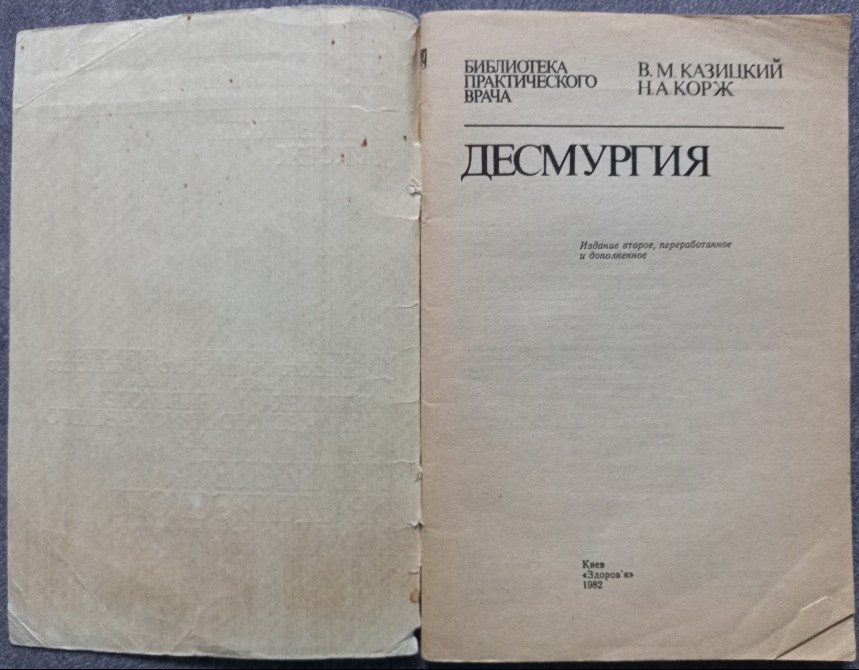 БИБЛИОТЕКА
ПРАКТИЧЕСКОГО
ВРАЧА
В. М. КАЗИЦКИЙ
Н. А. КОРЖ
ДЕСМУРГИЯ
Издание второе, переработанное
и дополненное
Киев
«Здоров'я»
1982